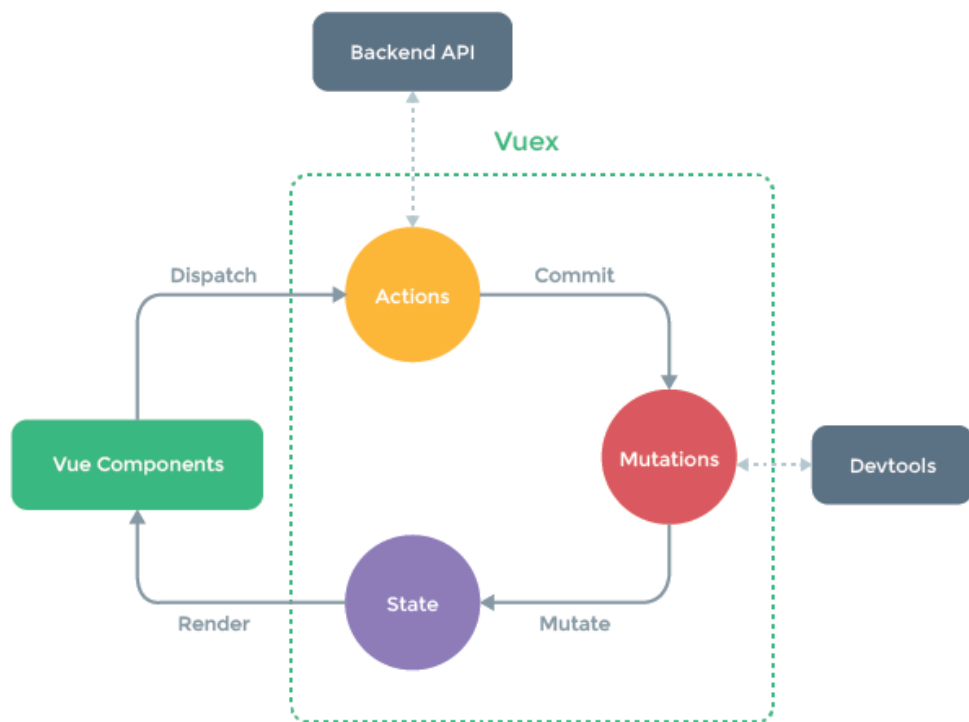 Backend API
Vuex
Dispatch
Commit
Actions
Vue Components
Mutations
Devtools
State
Render
Mutate